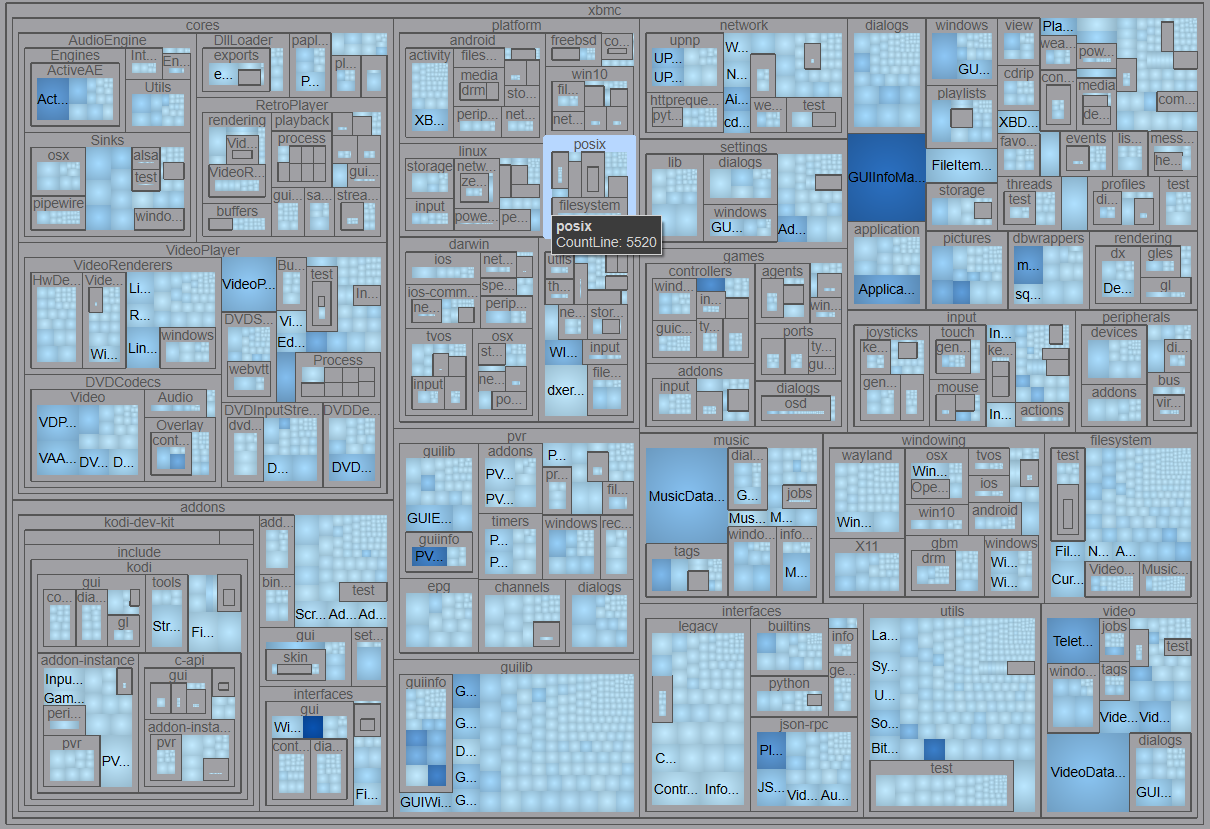 xbmc
cores
AudioEngine
Engines
ActiveAE
Act...
Int...
En...
Utils
Sinks
osx
alsa
test
pipewire
windo...
DllLoader
exports
e...
papl...
P...
pl...
RetroPlayer
rendering
Vid...
VideoR...
buffers
playback
process
gui...
gui...
sa...
strea...
VideoPlayer
VideoRenderers
HwDe...
Vide...
Wi...
Li...
R...
Lin...
windows
VideoP...
Bu...
test
In...
Vi...
Ed...
DVDS...
webvtt
Process
DVDCodecs
Video
VDP...
VAA...
DV...
D...
Audio
Overlay
cont...
DVDInputStre...
dvd...
D...
DVDDe...
DVD...
addons
kodi-dev-kit
include
kodi
gui
co...
dia...
gl
tools
Str...
Fi...
addon-instance
Inpu...
Gam...
peri...
pvr
PV...
c-api
gui
addon-insta...
pvr
add...
bin...
test
Scr...
Ad...
Ad...
gui
skin
set...
interfaces
gui
Wi...
cont...
dia...
Fi...
platform
android
activity
XB...
files...
media
drm
perip...
sto...
net...
freebsd
co...
win10
fil...
net...
linux
storage
netw...
ze...
input
powe...
pe...
posix
filesystem
posix
CountLine: 5520
darwin
ios
net...
ios-comm...
ne...
spe...
perip...
tvos
input
osx
st...
ne...
po...
utils
th...
ne...
stor...
WI...
input
dxer...
file...
pvr
guilib
GUIE...
addons
PV...
PV...
P...
pr...
fil...
guiinfo
PV...
timers
P...
P...
windows
rec...
epg
channels
dialogs
guilib
guiinfo
GUIWi...
G...
G...
D...
G...
G...
network
upnp
UP...
UP...
W...
N...
Ai...
cd...
httpreque...
pyt...
we...
test
settings
lib
dialogs
windows
GU...
Ad...
games
controllers
wind...
in...
guic...
ty...
agents
win...
ports
ty...
gu...
addons
input
dialogs
osd
music
MusicData...
dial...
G...
jobs
Mus...
M...
tags
windo...
info...
M...
interfaces
legacy
C...
Contr...
Info...
builtins
info
ge...
python
json-rpc
Pl...
JS...
Vid...
Au...
dialogs
GUIInfoMa...
application
Applica...
windows
GU...
playlists
FileItem...
storage
view
cdrip
XBD...
favo...
Pla...
wea...
pow...
con...
media
de...
com...
events
lis...
mess...
he...
threads
test
profiles
di...
test
pictures
dbwrappers
m...
sq...
rendering
dx
De...
gles
gl
input
joysticks
ke...
gen...
touch
gen...
mouse
In...
ke...
In...
actions
peripherals
devices
di...
addons
bus
vir...
windowing
wayland
Win...
X11
osx
Win...
Ope...
win10
tvos
ios
android
gbm
drm
windows
Wi...
Wi...
filesystem
test
Fil...
N...
A...
Cur...
Video...
Music...
utils
La...
Sy...
U...
So...
Bit...
test
video
Telet...
jobs
test
windo...
tags
Vide...
Vid...
VideoData...
dialogs
GUI...